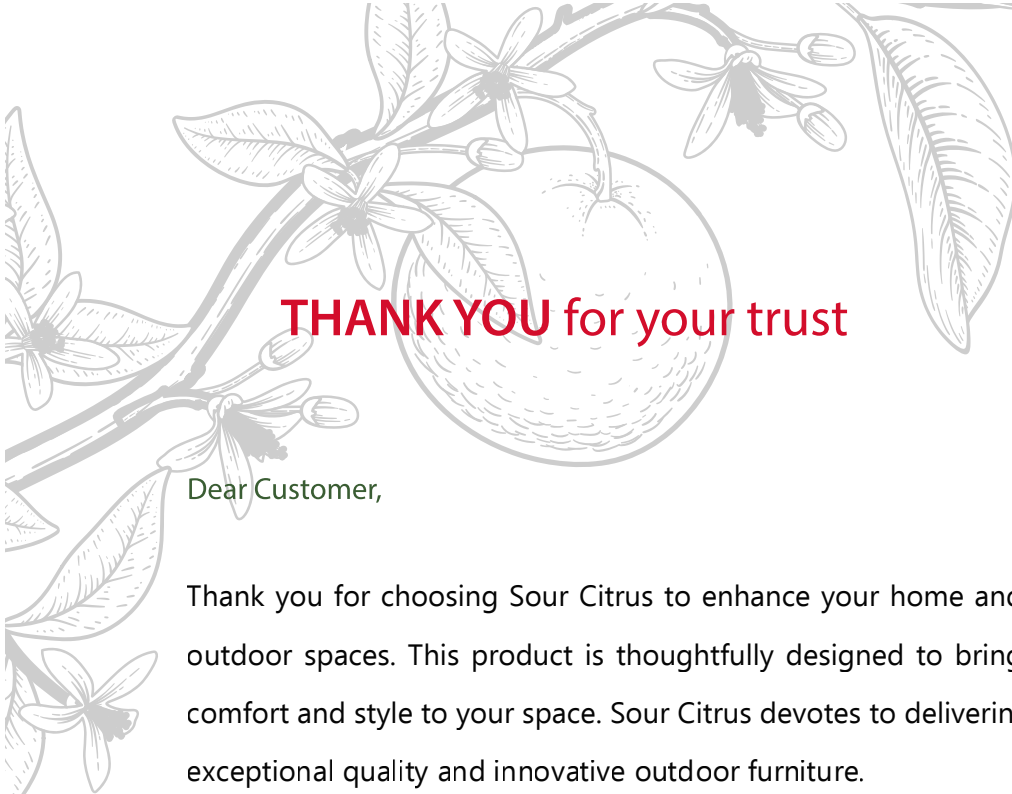 THANK YOU for your trust
Dear Customer,
Thank you for choosing Sour Citrus to enhance your home and
outdoor spaces. This product is thoughtfully designed to bring
comfort and style to your space. Sour Citrus devotes to deliverin
exceptional quality and innovative outdoor furniture.